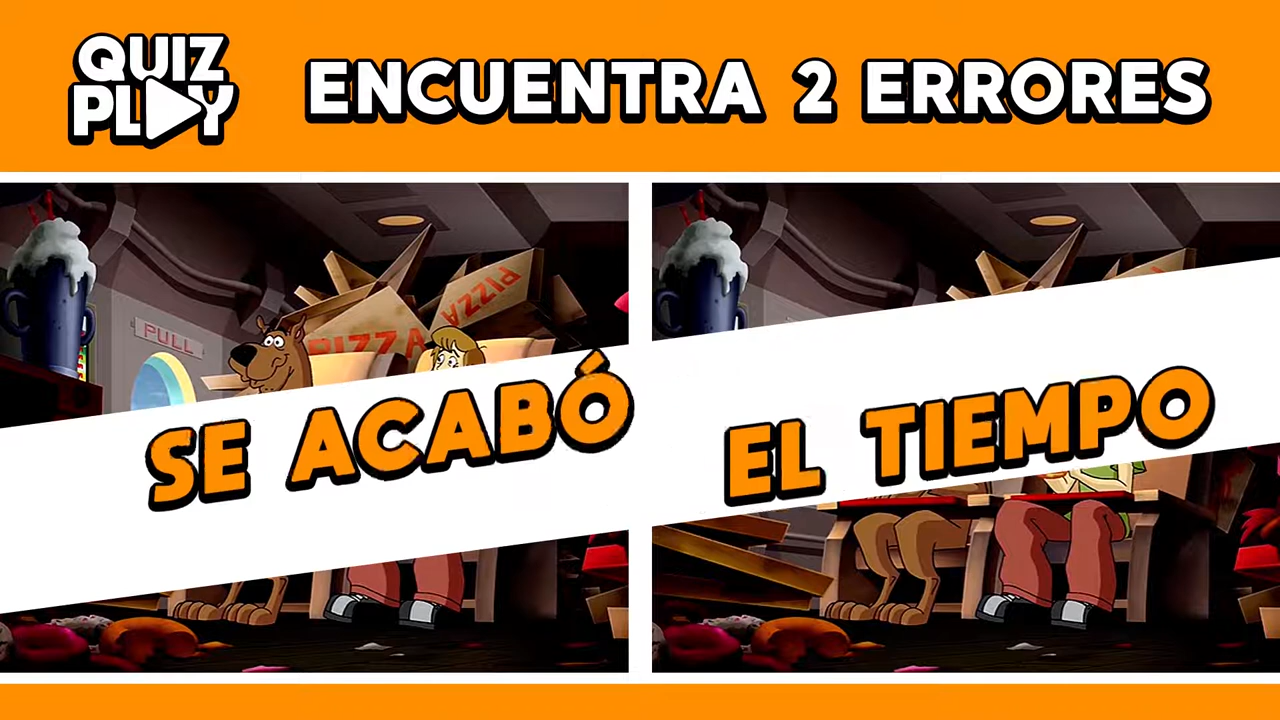 QUIZ
PLAY
ENCUENTRA 2 ERRORES
PULL
PIZZA
PIZZA
SE ACABÓ
EL TIEMPO